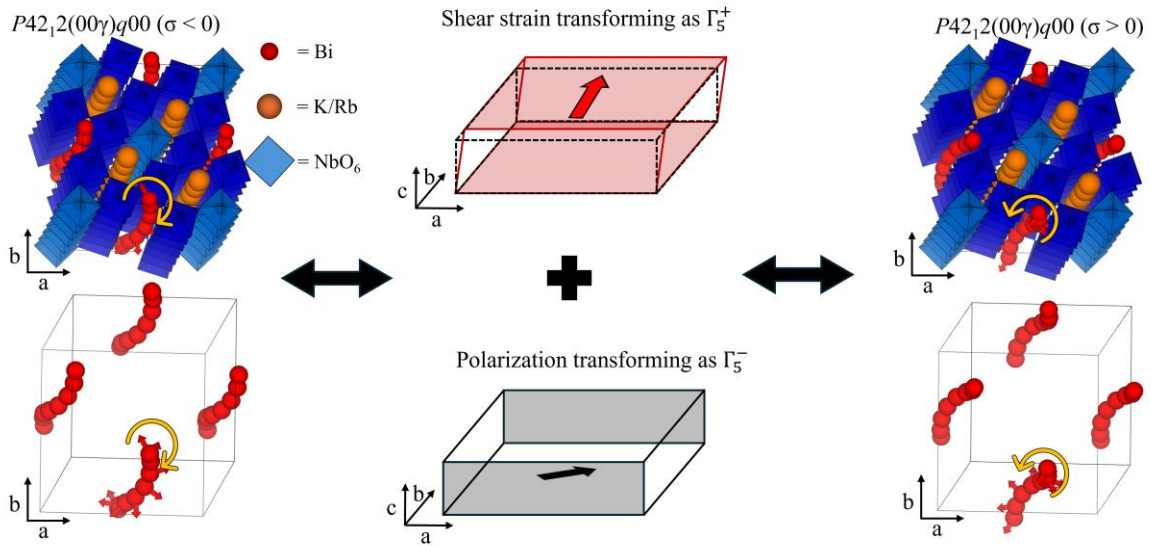 P42₁2(00γ)q00 (σ < 0)
= Bi
= K/Rb
= NbO₆
b
a
b
a
Shear strain transforming as Γ₅⁺
b
c
a
Polarization transforming as Γ₅⁻
b
c
a
P42₁2(00γ)q00 (σ > 0)
b
a
b
a